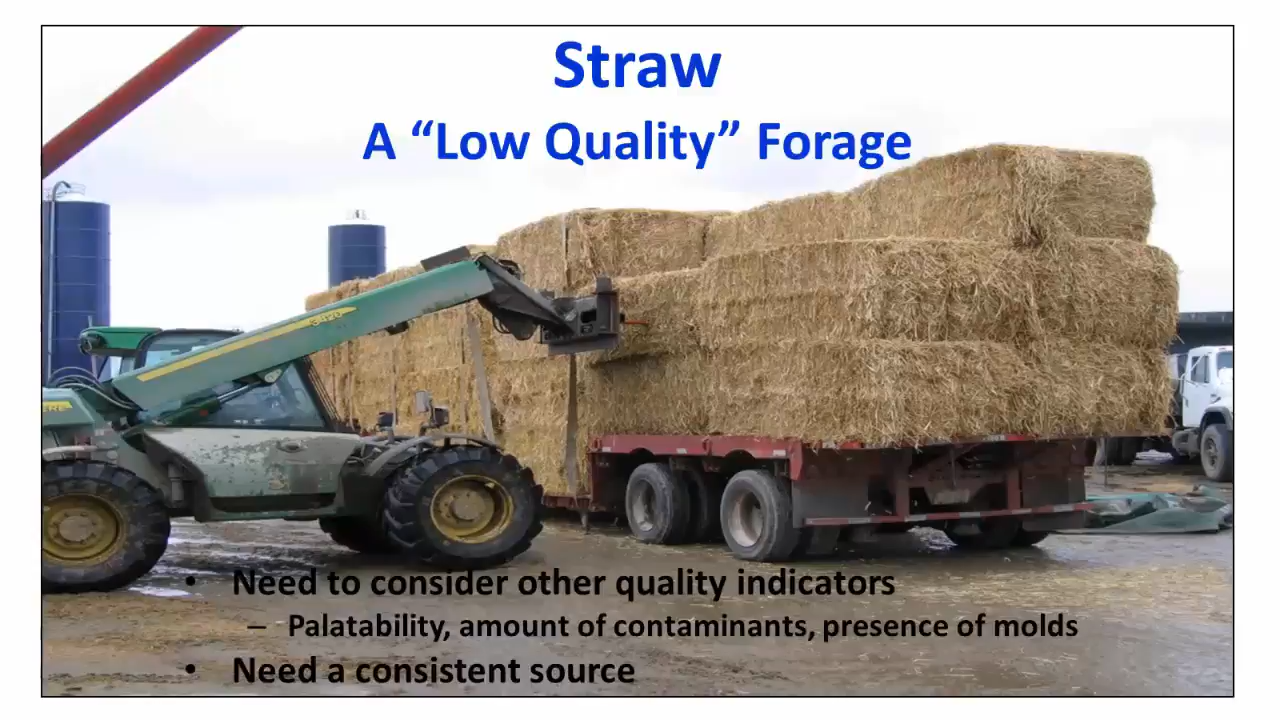 Straw
A “Low Quality” Forage
• Need to consider other quality indicators
– Palatability, amount of contaminants, presence of molds
• Need a consistent source